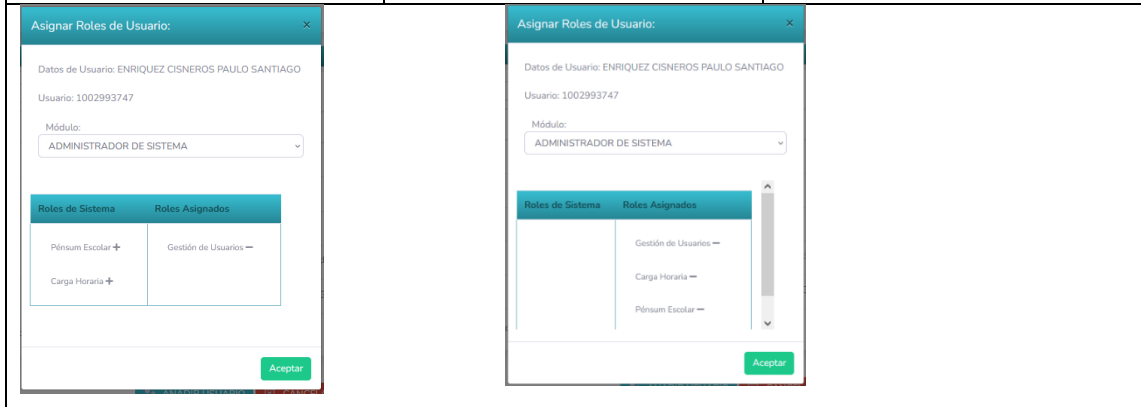 Asignar Roles de Usuario: ×
Datos de Usuario: ENRIQUEZ CISNEROS PAULO SANTIAGO
Usuario: 1002993747
Módulo:
ADMINISTRADOR DE SISTEMA
Roles de Sistema Roles Asignados
Pénsum Escolar + Gestión de Usuarios −
Carga Horaria +
Aceptar
Asignar Roles de Usuario: ×
Datos de Usuario: ENRIQUEZ CISNEROS PAULO SANTIAGO
Usuario: 1002993747
Módulo:
ADMINISTRADOR DE SISTEMA
Roles de Sistema Roles Asignados
Gestión de Usuarios −
Carga Horaria −
Pénsum Escolar −
Aceptar